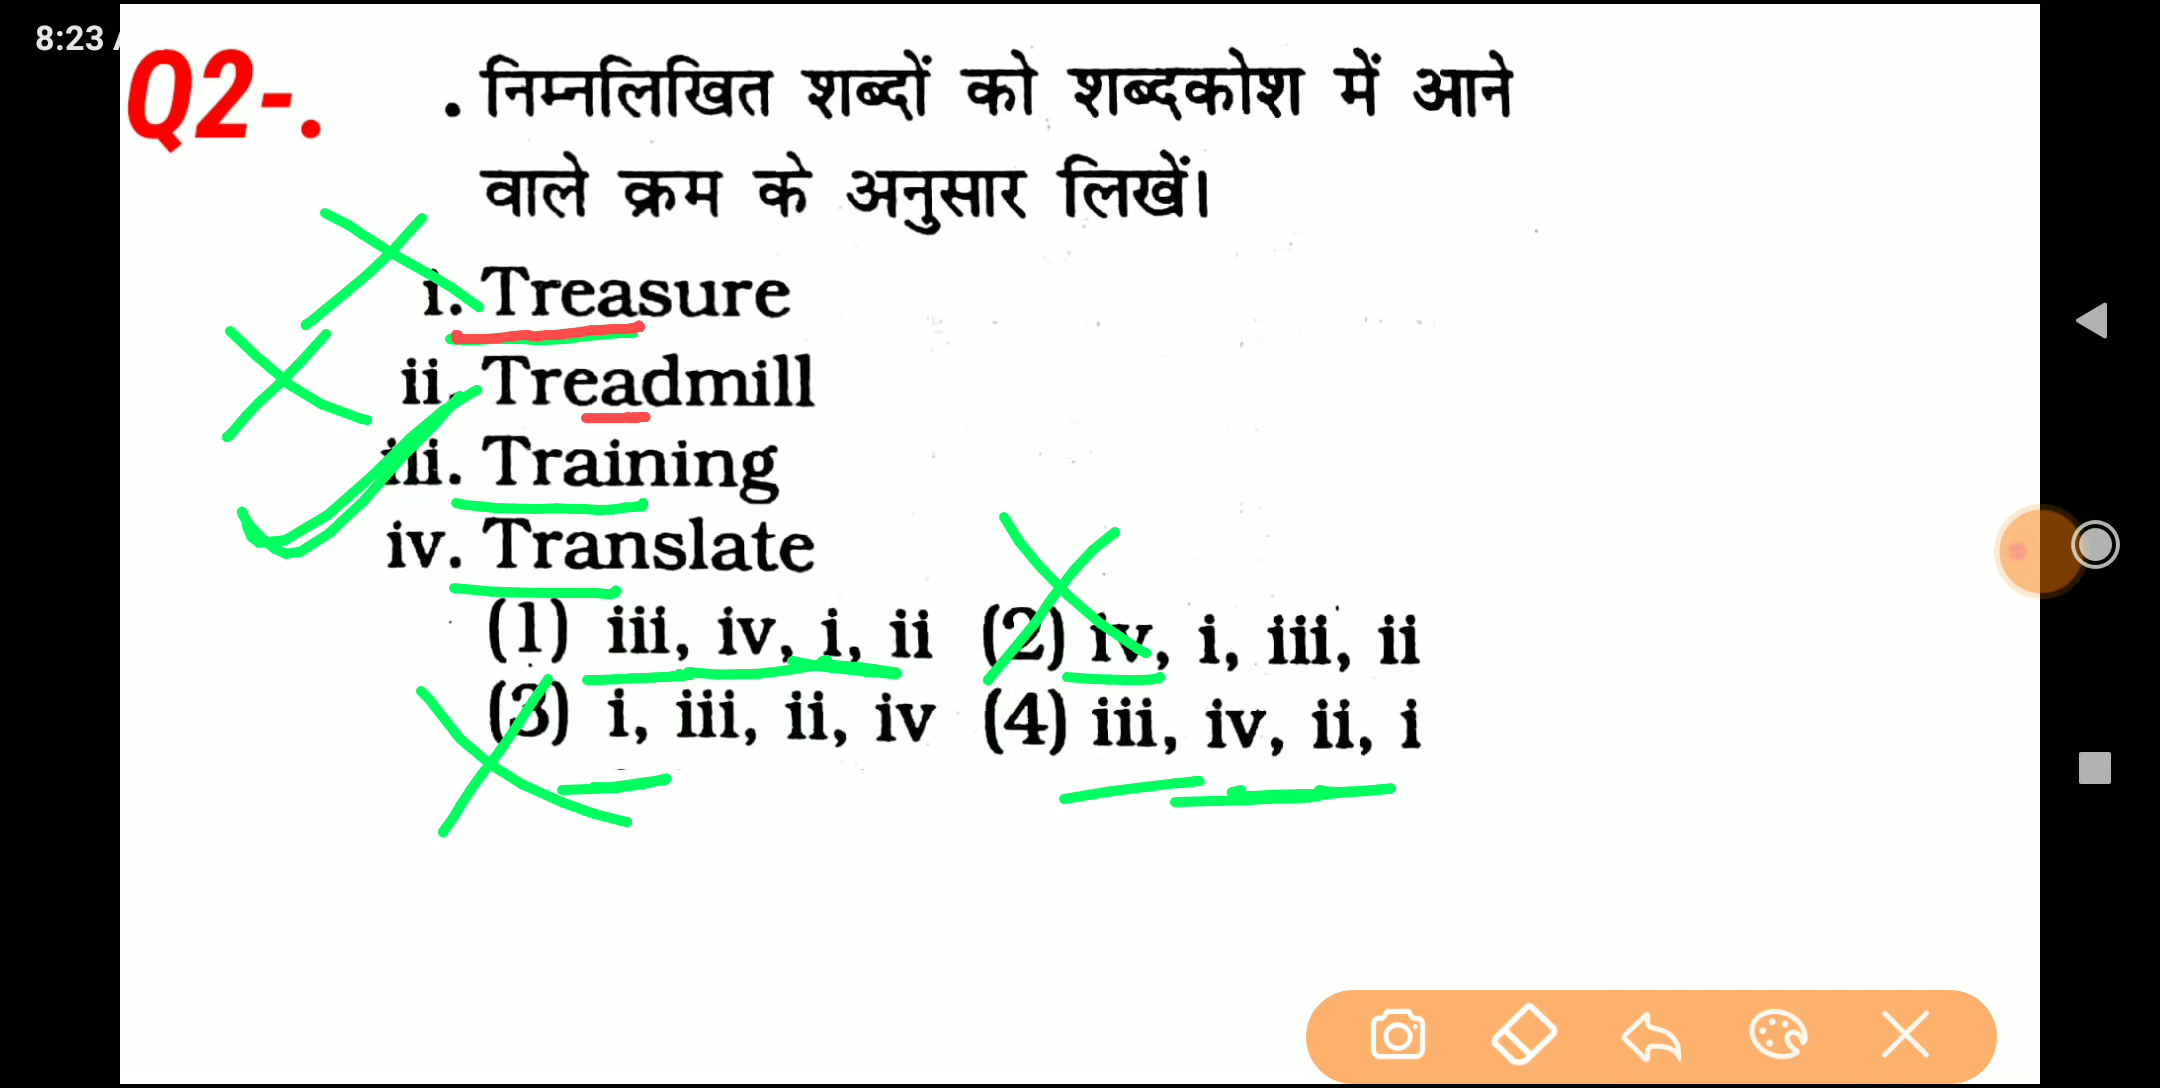 8:23
Q2-. . निम्नलिखित शब्दों को शब्दकोश में आने
वाले क्रम के अनुसार लिखें।
i. Treasure
ii. Treadmill
iii. Training
iv. Translate
(1) iii, iv, i, ii (2) iv, i, iii, ii
(3) i, iii, ii, iv (4) iii, iv, ii, i